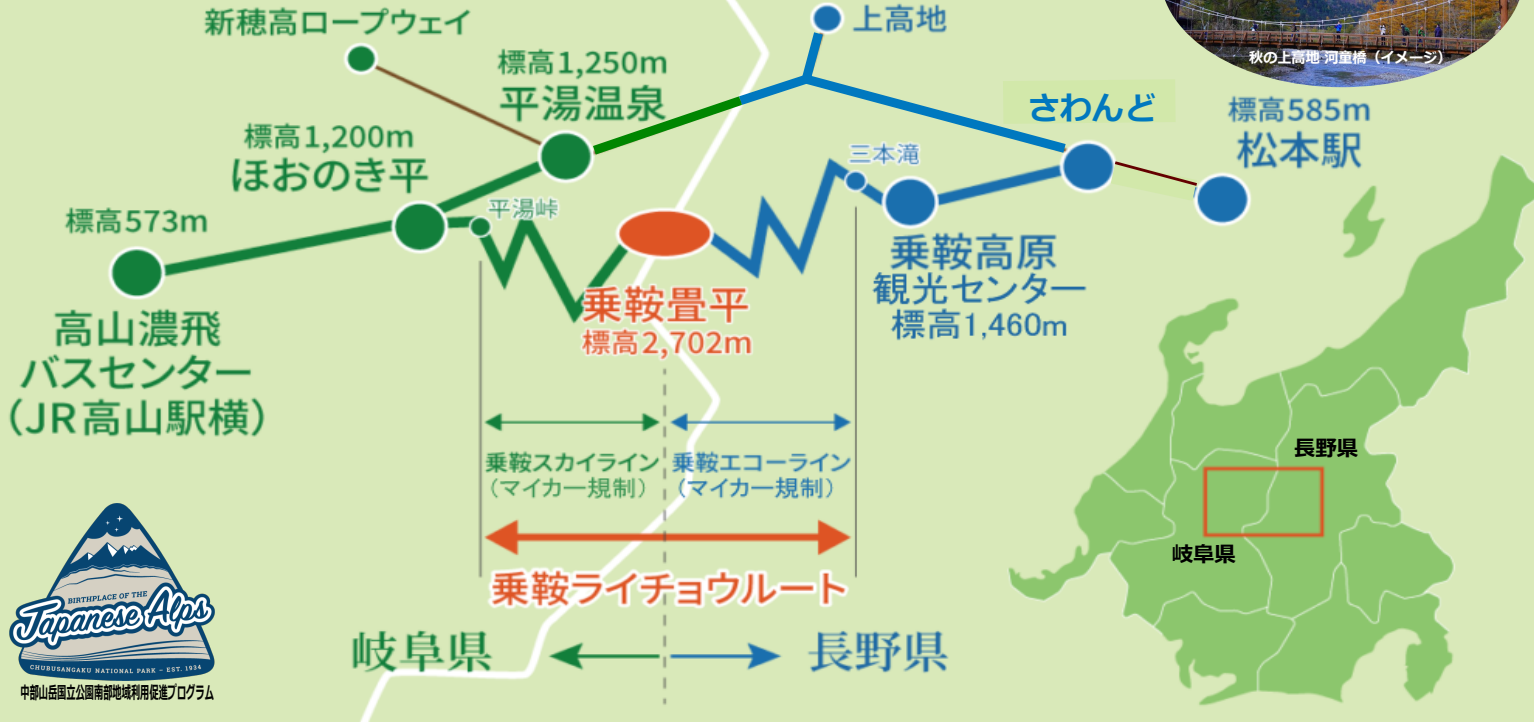 新穂高ロープウェイ
上高地
秋の上高地 河童橋（イメージ）
標高1,250m
平湯温泉
さわんど
標高585m
松本駅
標高1,200m
ほおのき平
三本滝
標高573m
平湯峠
高山濃飛
バスセンター
（JR高山駅横）
乗鞍畳平
標高2,702m
乗鞍高原
観光センター
標高1,460m
乗鞍スカイライン
（マイカー規制）
乗鞍エコーライン
（マイカー規制）
乗鞍ライチョウルート
岐阜県
長野県
長野県
岐阜県
BIRTHPLACE OF THE
Japanese Alps
CHUBUSANGAKU NATIONAL PARK – EST. 1934
中部山岳国立公園南部地域利用促進プログラム